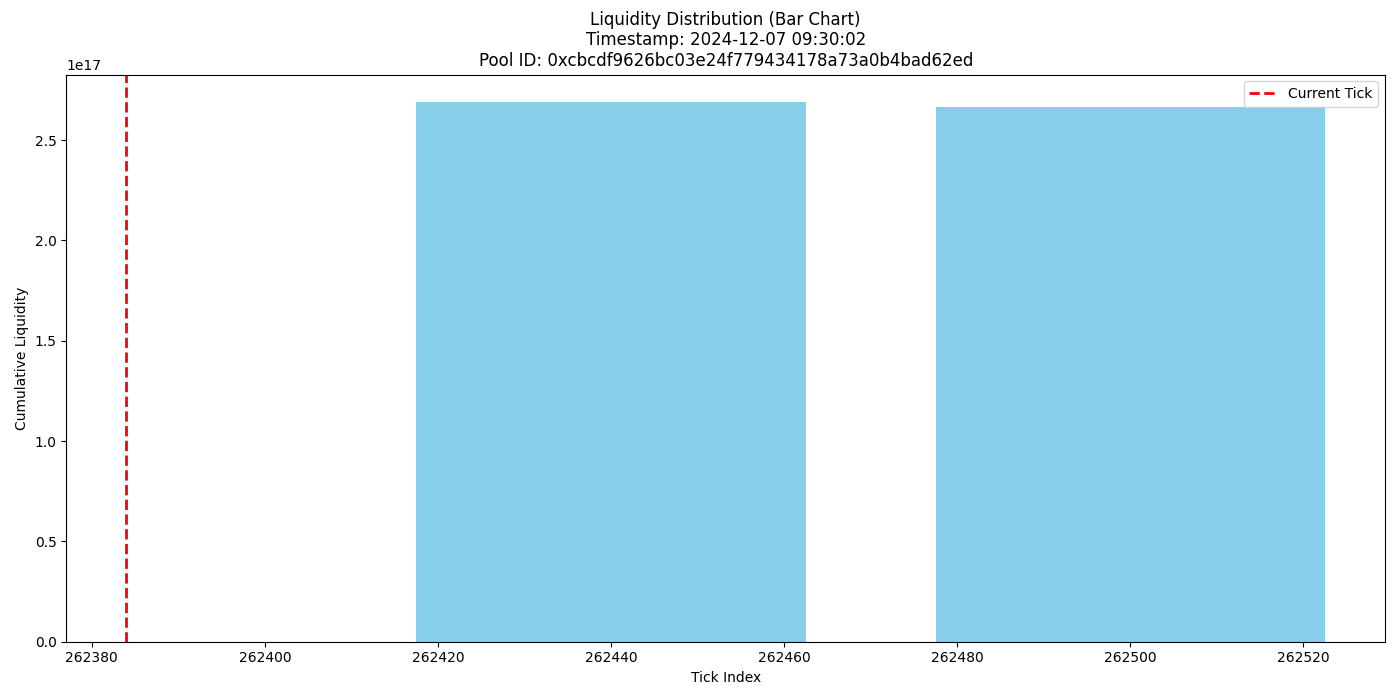 Liquidity Distribution (Bar Chart)
Timestamp: 2024-12-07 09:30:02
Pool ID: 0xcbcdf9626bc03e24f779434178a73a0b4bad62ed
1e17
Current Tick
2.5
2.0
1.5
1.0
0.5
0.0
Cumulative Liquidity
262380 262400 262420 262440 262460 262480 262500 262520
Tick Index